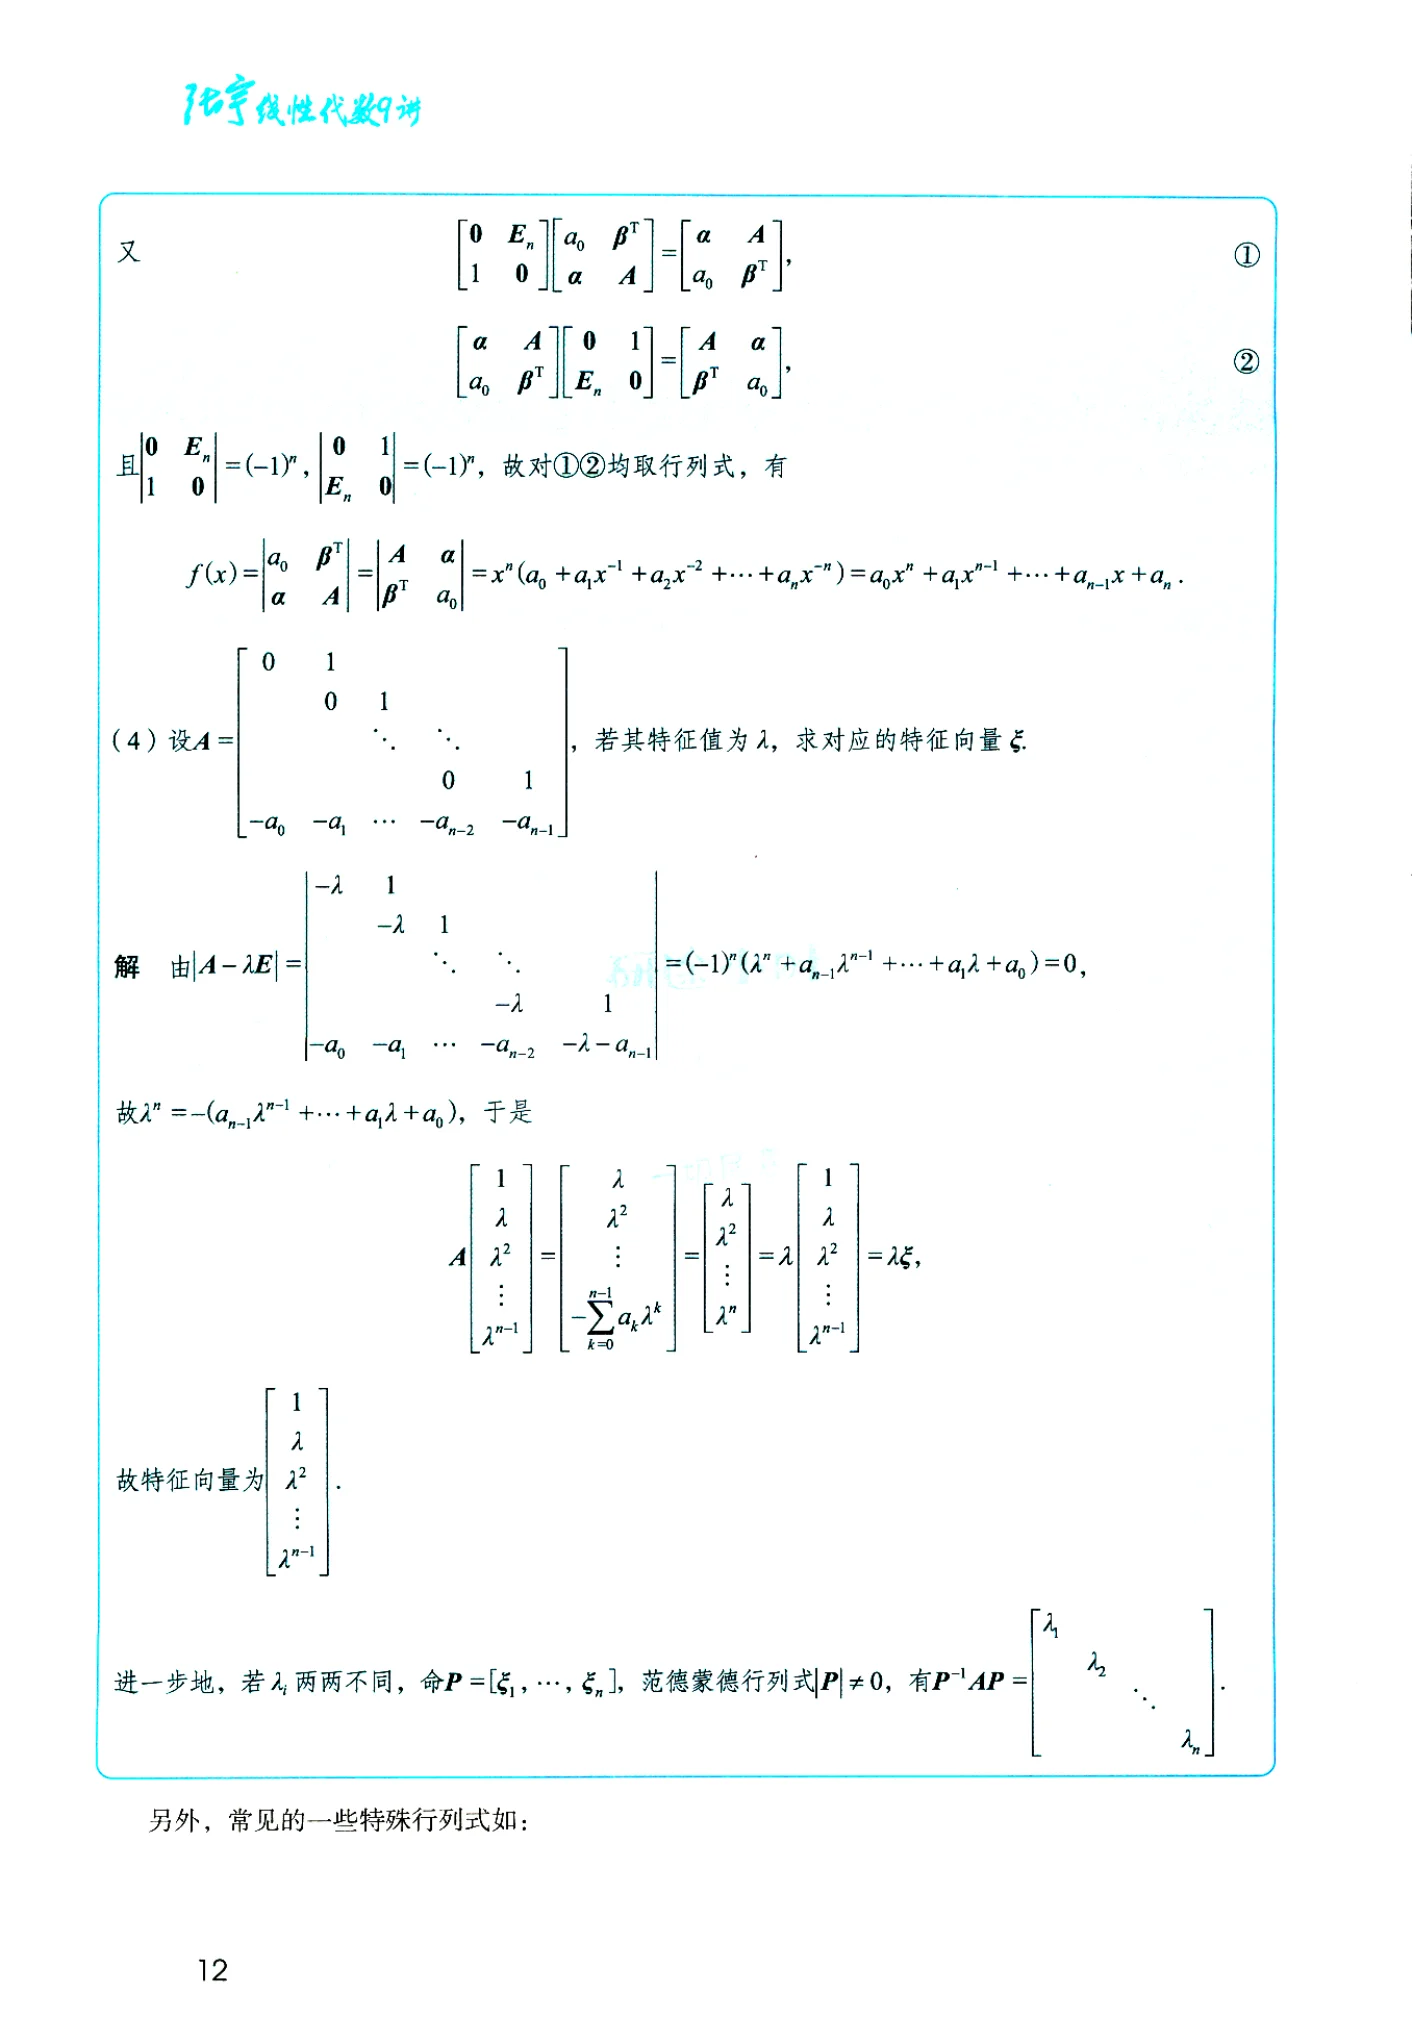 张宇线性代数9讲
又 $\begin{bmatrix} \mathbf{0} & \boldsymbol{E}_n \\ 1 & \mathbf{0} \end{bmatrix}\begin{bmatrix} a_0 & \boldsymbol{\beta}^{\mathrm{T}} \\ \boldsymbol{\alpha} & \boldsymbol{A} \end{bmatrix}=\begin{bmatrix} \boldsymbol{\alpha} & \boldsymbol{A} \\ a_0 & \boldsymbol{\beta}^{\mathrm{T}} \end{bmatrix},$ ①
$\begin{bmatrix} \boldsymbol{\alpha} & \boldsymbol{A} \\ a_0 & \boldsymbol{\beta}^{\mathrm{T}} \end{bmatrix}\begin{bmatrix} \mathbf{0} & 1 \\ \boldsymbol{E}_n & \mathbf{0} \end{bmatrix}=\begin{bmatrix} \boldsymbol{A} & \boldsymbol{\alpha} \\ \boldsymbol{\beta}^{\mathrm{T}} & a_0 \end{bmatrix},$ ②
且$\begin{vmatrix} \mathbf{0} & \boldsymbol{E}_n \\ 1 & \mathbf{0} \end{vmatrix}=(-1)^n$, $\begin{vmatrix} \mathbf{0} & 1 \\ \boldsymbol{E}_n & \mathbf{0} \end{vmatrix}=(-1)^n$, 故对①②均取行列式, 有
$f(x)=\begin{vmatrix} a_0 & \boldsymbol{\beta}^{\mathrm{T}} \\ \boldsymbol{\alpha} & \boldsymbol{A} \end{vmatrix}=\begin{vmatrix} \boldsymbol{A} & \boldsymbol{\alpha} \\ \boldsymbol{\beta}^{\mathrm{T}} & a_0 \end{vmatrix}=x^n(a_0+a_1x^{-1}+a_2x^{-2}+\cdots+a_nx^{-n})=a_0x^n+a_1x^{n-1}+\cdots+a_{n-1}x+a_n.$
(4) 设$\boldsymbol{A}=\begin{bmatrix} 0 & 1 & & & \\ & 0 & 1 & & \\ & & \ddots & \ddots & \\ & & & 0 & 1 \\ -a_0 & -a_1 & \cdots & -a_{n-2} & -a_{n-1} \end{bmatrix}$, 若其特征值为$\lambda$, 求对应的特征向量$\boldsymbol{\xi}$.
解 由$|\boldsymbol{A}-\lambda\boldsymbol{E}|=\begin{vmatrix} -\lambda & 1 & & & \\ & -\lambda & 1 & & \\ & & \ddots & \ddots & \\ & & & -\lambda & 1 \\ -a_0 & -a_1 & \cdots & -a_{n-2} & -\lambda-a_{n-1} \end{vmatrix}=(-1)^n(\lambda^n+a_{n-1}\lambda^{n-1}+\cdots+a_1\lambda+a_0)=0,$
故$\lambda^n=-(a_{n-1}\lambda^{n-1}+\cdots+a_1\lambda+a_0)$, 于是
$\boldsymbol{A}\begin{bmatrix} 1 \\ \lambda \\ \lambda^2 \\ \vdots \\ \lambda^{n-1} \end{bmatrix}=\begin{bmatrix} \lambda \\ \lambda^2 \\ \vdots \\ -\sum_{k=0}^{n-1}a_k\lambda^k \end{bmatrix}=\begin{bmatrix} \lambda \\ \lambda^2 \\ \vdots \\ \lambda^n \end{bmatrix}=\lambda\begin{bmatrix} 1 \\ \lambda \\ \lambda^2 \\ \vdots \\ \lambda^{n-1} \end{bmatrix}=\lambda\boldsymbol{\xi},$
故特征向量为$\begin{bmatrix} 1 \\ \lambda \\ \lambda^2 \\ \vdots \\ \lambda^{n-1} \end{bmatrix}$.
进一步地, 若$\lambda_i$两两不同, 命$\boldsymbol{P}=[\boldsymbol{\xi}_1,\cdots,\boldsymbol{\xi}_n]$, 范德蒙德行列式$|\boldsymbol{P}|\neq 0$, 有$\boldsymbol{P}^{-1}\boldsymbol{A}\boldsymbol{P}=\begin{bmatrix} \lambda_1 & & & \\ & \lambda_2 & & \\ & & \ddots & \\ & & & \lambda_n \end{bmatrix}$.
另外，常见的一些特殊行列式如：
12